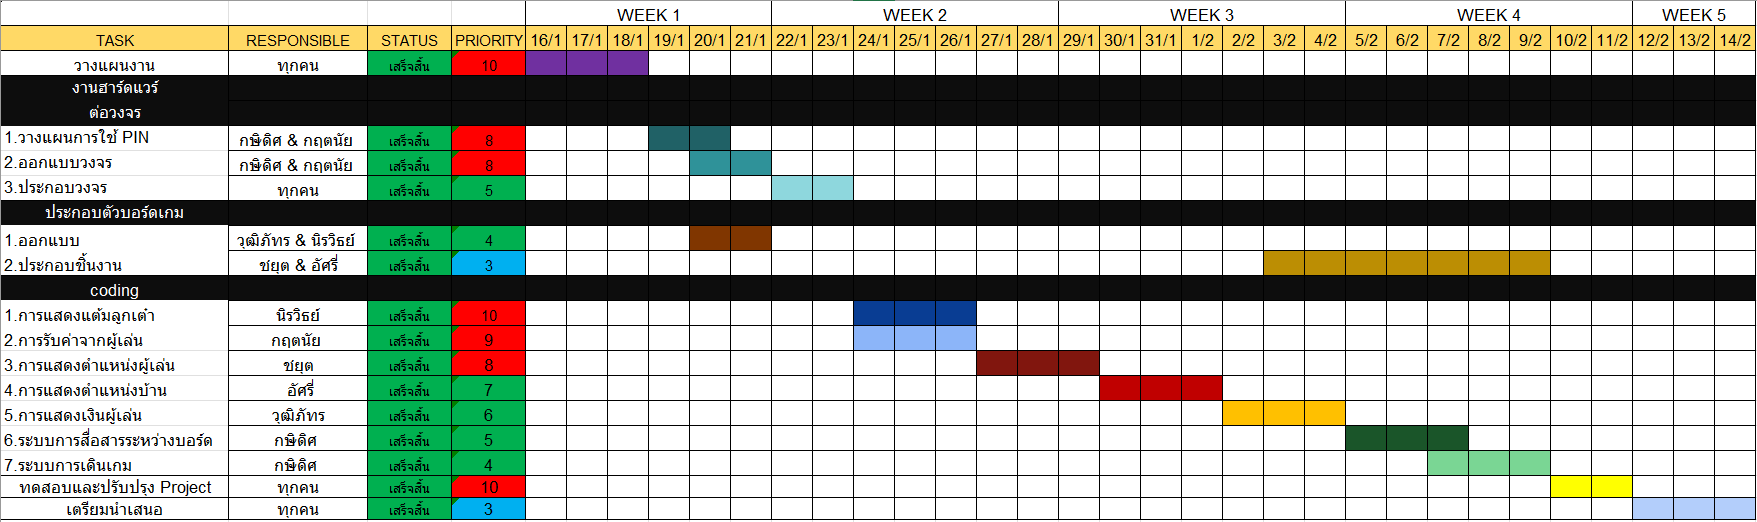 WEEK 1 WEEK 2 WEEK 3 WEEK 4 WEEK 5
TASK RESPONSIBLE STATUS PRIORITY 16/1 17/1 18/1 19/1 20/1 21/1 22/1 23/1 24/1 25/1 26/1 27/1 28/1 29/1 30/1 31/1 1/2 2/2 3/2 4/2 5/2 6/2 7/2 8/2 9/2 10/2 11/2 12/2 13/2 14/2
วางแผนงาน ทุกคน เสร็จสิ้น 10
งานฮาร์ดแวร์
ต่อวงจร
1.วางแผนการใช้ PIN กษิดิศ & กฤตนัย เสร็จสิ้น 8
2.ออกแบบวงจร กษิดิศ & กฤตนัย เสร็จสิ้น 8
3.ประกอบวงจร ทุกคน เสร็จสิ้น 5
ประกอบตัวบอร์ดเกม
1.ออกแบบ วุฒิภัทร & นิรวิธย์ เสร็จสิ้น 4
2.ประกอบชิ้นงาน ชยุต & อัศรี่ เสร็จสิ้น 3
coding
1.การแสดงแต้มลูกเต๋า นิรวิธย์ เสร็จสิ้น 10
2.การรับค่าจากผู้เล่น กฤตนัย เสร็จสิ้น 9
3.การแสดงตำแหน่งผู้เล่น ชยุต เสร็จสิ้น 8
4.การแสดงตำแหน่งบ้าน อัศรี่ เสร็จสิ้น 7
5.การแสดงเงินผู้เล่น วุฒิภัทร เสร็จสิ้น 6
6.ระบบการสื่อสารระหว่างบอร์ด กษิดิศ เสร็จสิ้น 5
7.ระบบการเดินเกม กษิดิศ เสร็จสิ้น 4
ทดสอบและปรับปรุง Project ทุกคน เสร็จสิ้น 10
เตรียมนำเสนอ ทุกคน เสร็จสิ้น 3